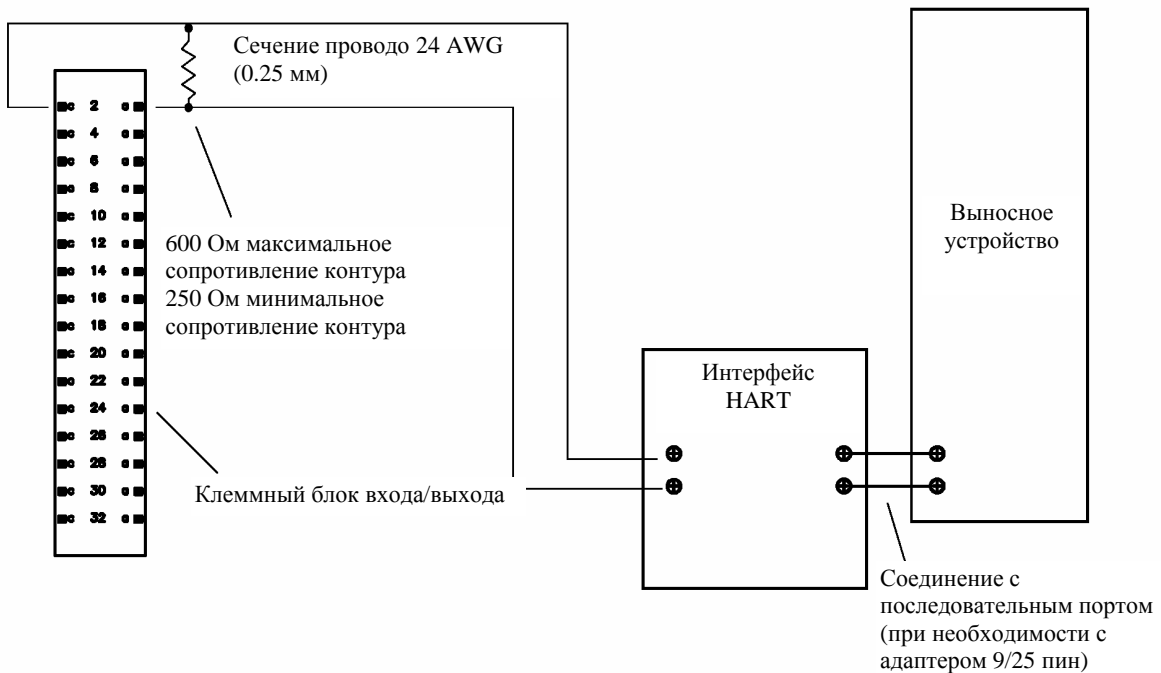 Сечение проводо 24 AWG
(0.25 мм)
2
4
6
8
10
12
14
16
18
20
22
24
26
28
30
32
600 Ом максимальное
сопротивление контура
250 Ом минимальное
сопротивление контура
Клеммный блок входа/выхода
Интерфейс
HART
Выносное
устройство
Соединение с
последовательным портом
(при необходимости с
адаптером 9/25 пин)